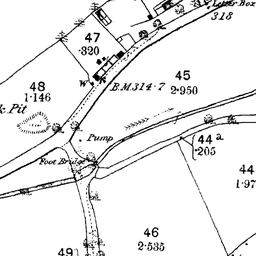 Letter Box
318
47
.320
48
1.146
W
B.M.314.7
45
2.950
k Pit
Pump
44a
.205
Foot Bridge
44
1.97
46
2.535
49